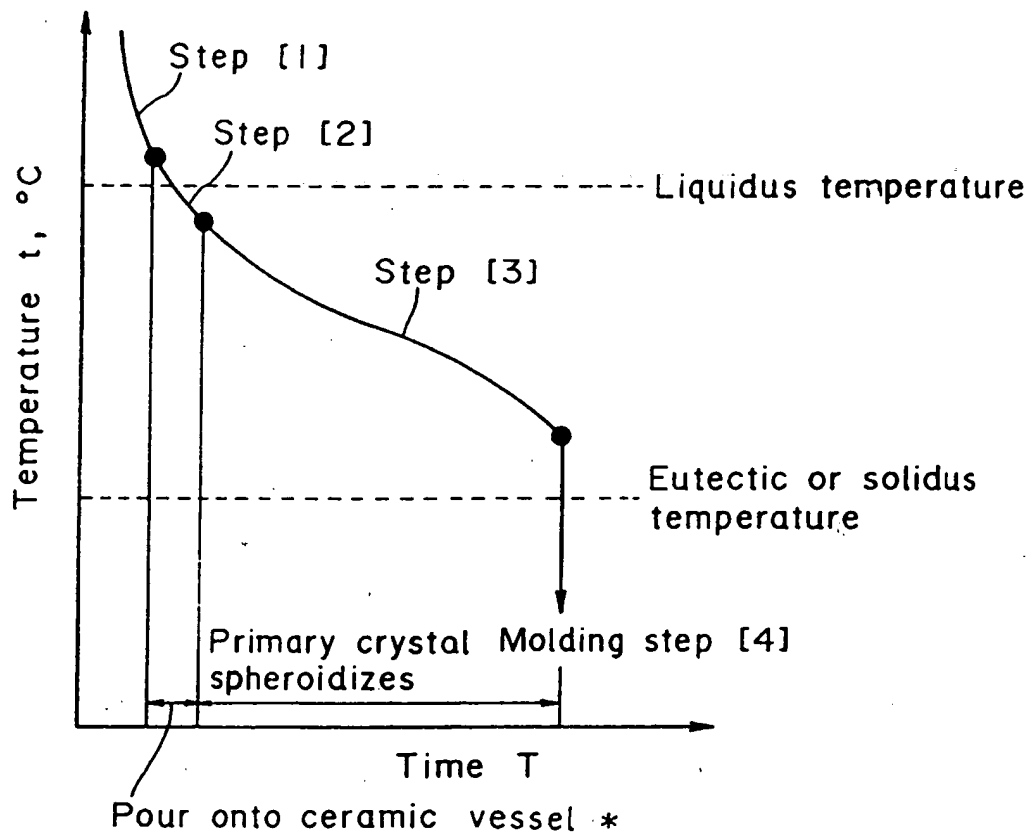 Step [1]
Step [2]
Liquidus temperature
Step [3]
Temperature t, °C
Eutectic or solidus
temperature
Primary crystal
spheroidizes
Molding step [4]
Time T
Pour onto ceramic vessel *